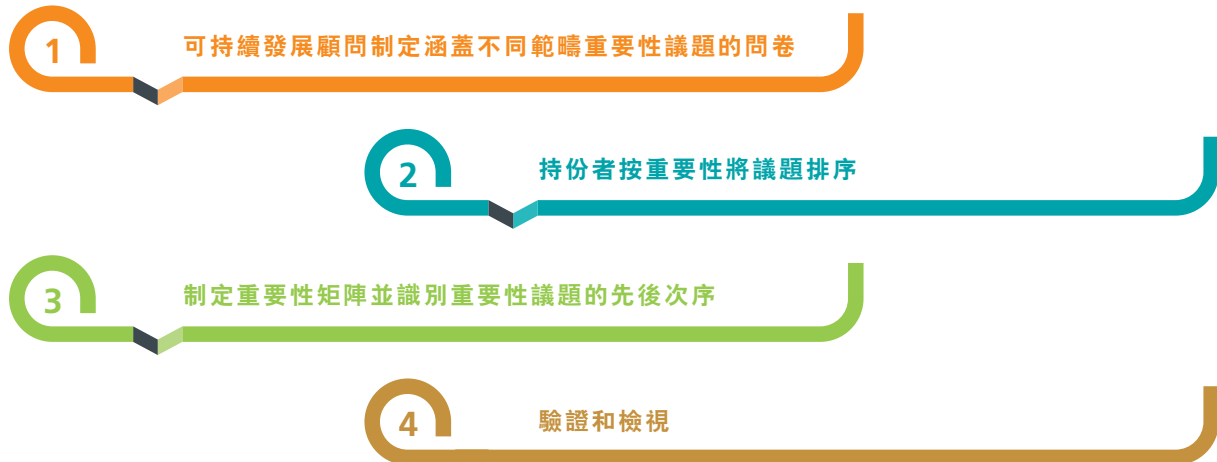 1
可持續發展顧問制定涵蓋不同範疇重要性議題的問卷
2
持份者按重要性將議題排序
3
制定重要性矩陣並識別重要性議題的先後次序
4
驗證和檢視